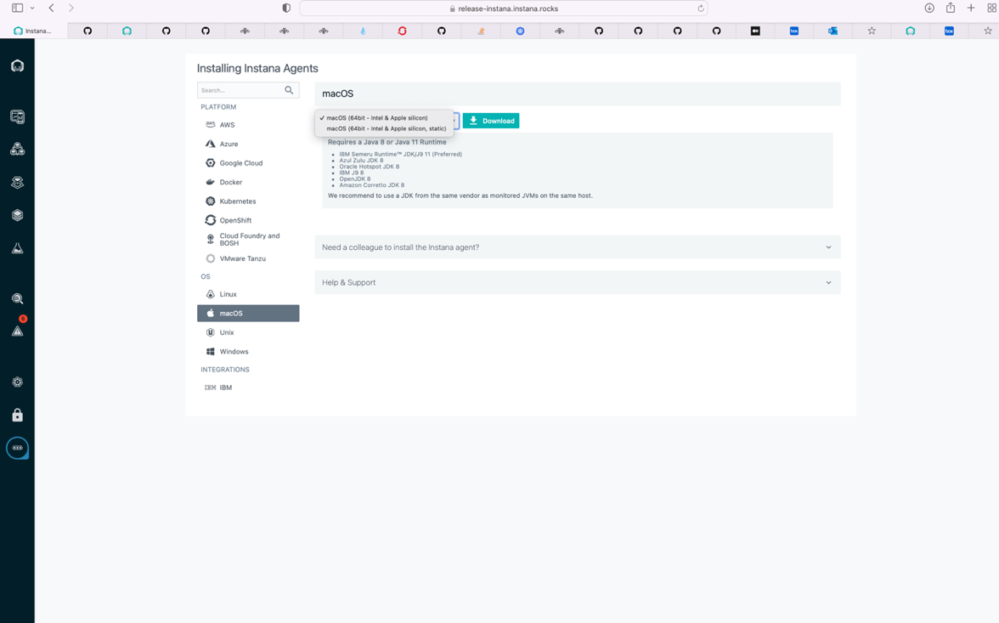 release-instana.instana.rocks
Instana...
Installing Instana Agents
Search...
PLATFORM
AWS
Azure
Google Cloud
Docker
Kubernetes
OpenShift
Cloud Foundry and
BOSH
VMware Tanzu
OS
Linux
macOS
Unix
Windows
INTEGRATIONS
IBM IBM
macOS
✓ macOS (64bit - Intel & Apple silicon)
macOS (64bit - Intel & Apple silicon, static)
Download
Requires a Java 8 or Java 11 Runtime
• IBM Semeru Runtime™ JDK/J9 11 (Preferred)
• Azul Zulu JDK 8
• Oracle Hotspot JDK 8
• IBM J9 8
• OpenJDK 8
• Amazon Corretto JDK 8
We recommend to use a JDK from the same vendor as monitored JVMs on the same host.
Need a colleague to install the Instana agent?
Help & Support